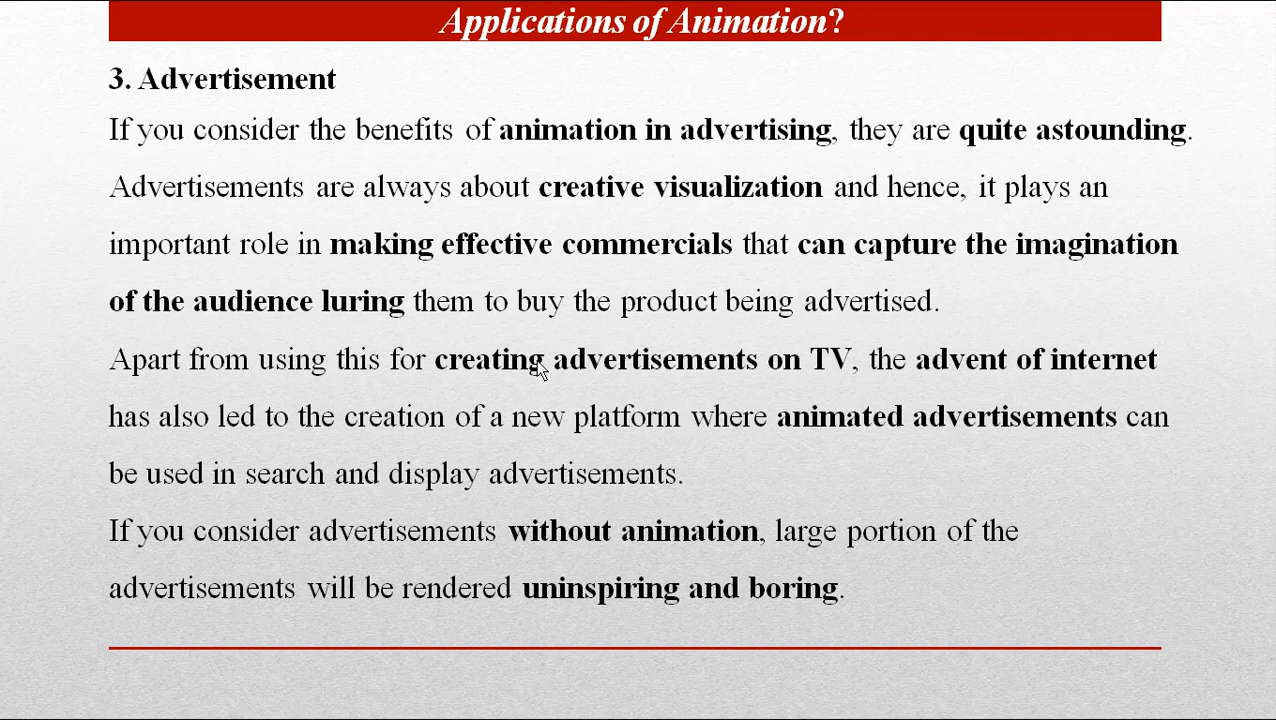 Applications of Animation?
3. Advertisement
If you consider the benefits of animation in advertising, they are quite astounding.
Advertisements are always about creative visualization and hence, it plays an
important role in making effective commercials that can capture the imagination
of the audience luring them to buy the product being advertised.
Apart from using this for creating advertisements on TV, the advent of internet
has also led to the creation of a new platform where animated advertisements can
be used in search and display advertisements.
If you consider advertisements without animation, large portion of the
advertisements will be rendered uninspiring and boring.